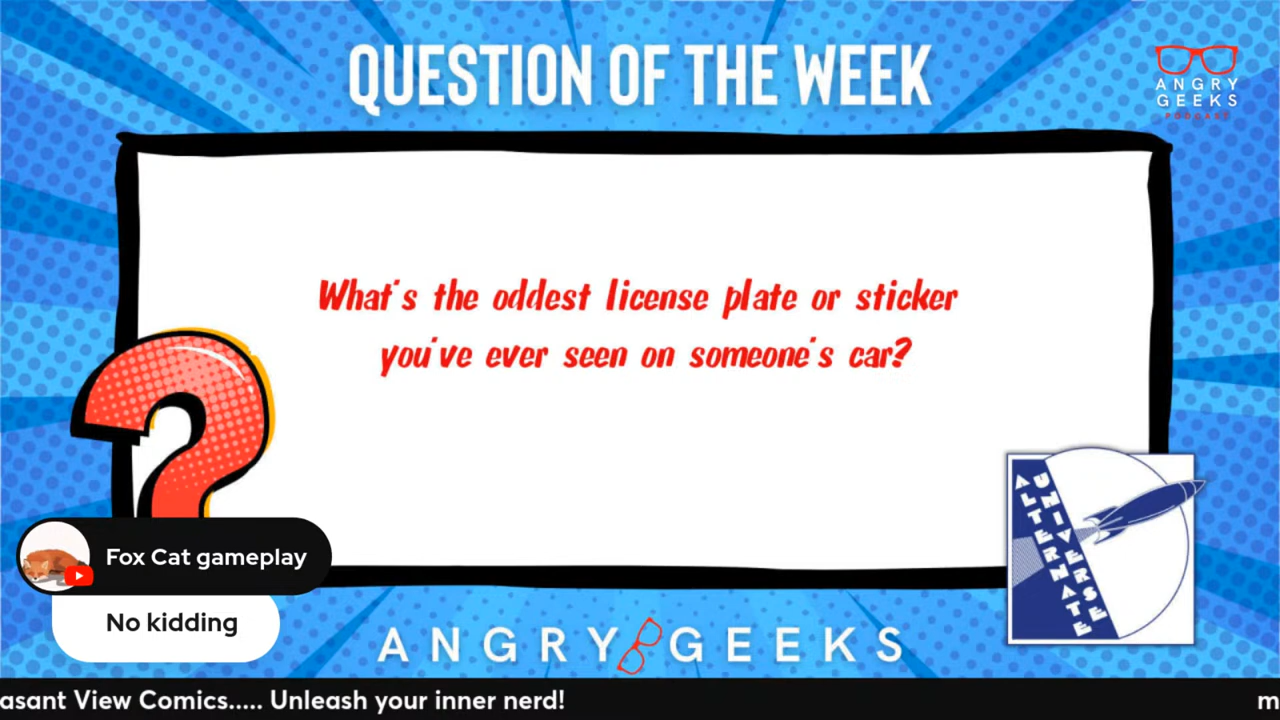 QUESTION OF THE WEEK
ANGRY
GEEKS
PODCAST
What's the oddest license plate or sticker
you've ever seen on someone's car?
ALTERNATE
UNIVERSE
Fox Cat gameplay
No kidding
ANGRY GEEKS
asant View Comics..... Unleash your inner nerd!
m